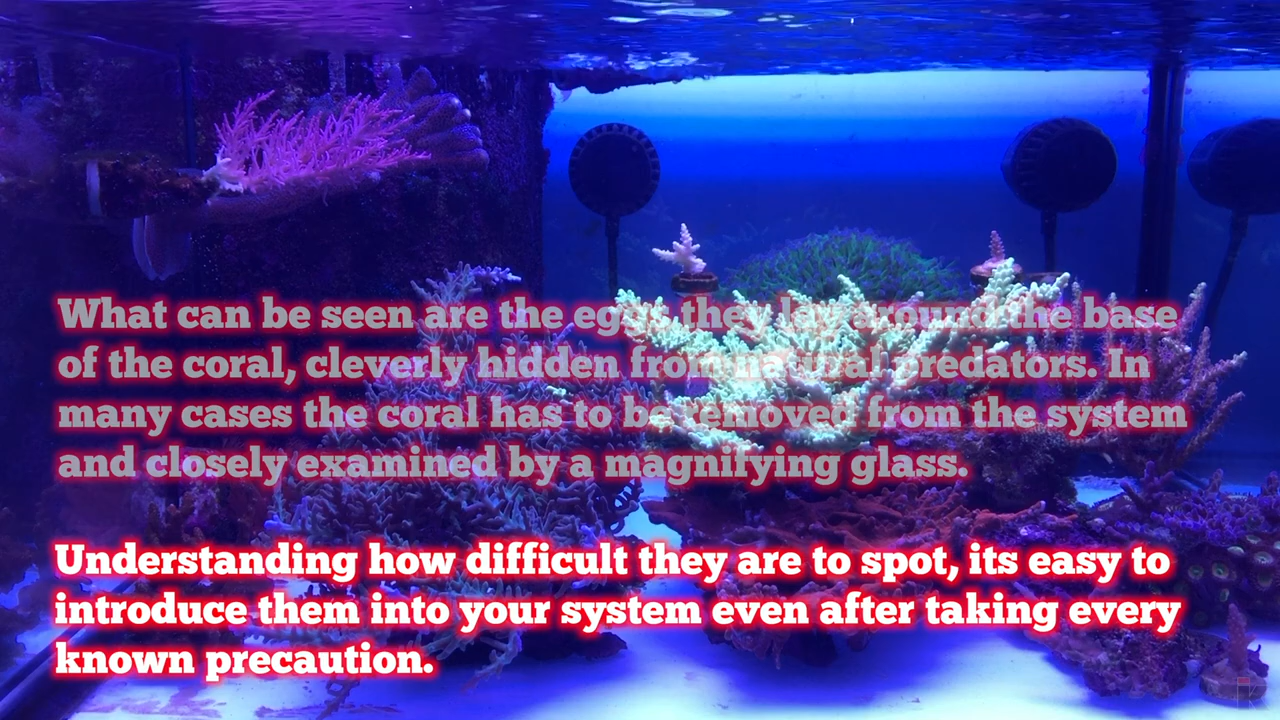 What can be seen are the eggs they lay around the base
of the coral, cleverly hidden from natural predators. In
many cases the coral has to be removed from the system
and closely examined by a magnifying glass.
Understanding how difficult they are to spot, its easy to
introduce them into your system even after taking every
known precaution.